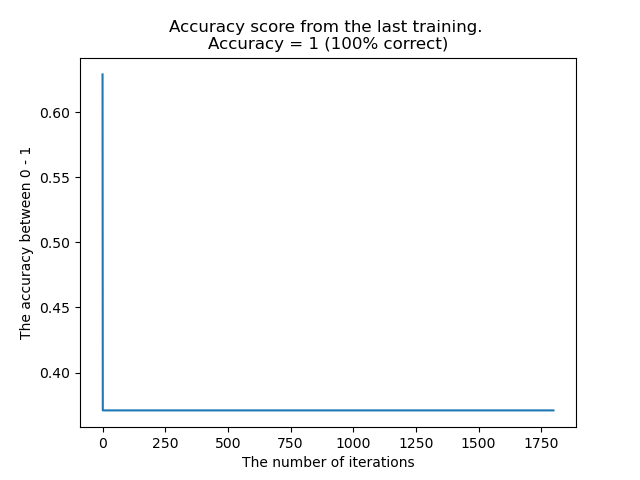 Accuracy score from the last training.
Accuracy = 1 (100% correct)
The accuracy between 0 - 1
0.60
0.55
0.50
0.45
0.40
0 250 500 750 1000 1250 1500 1750
The number of iterations